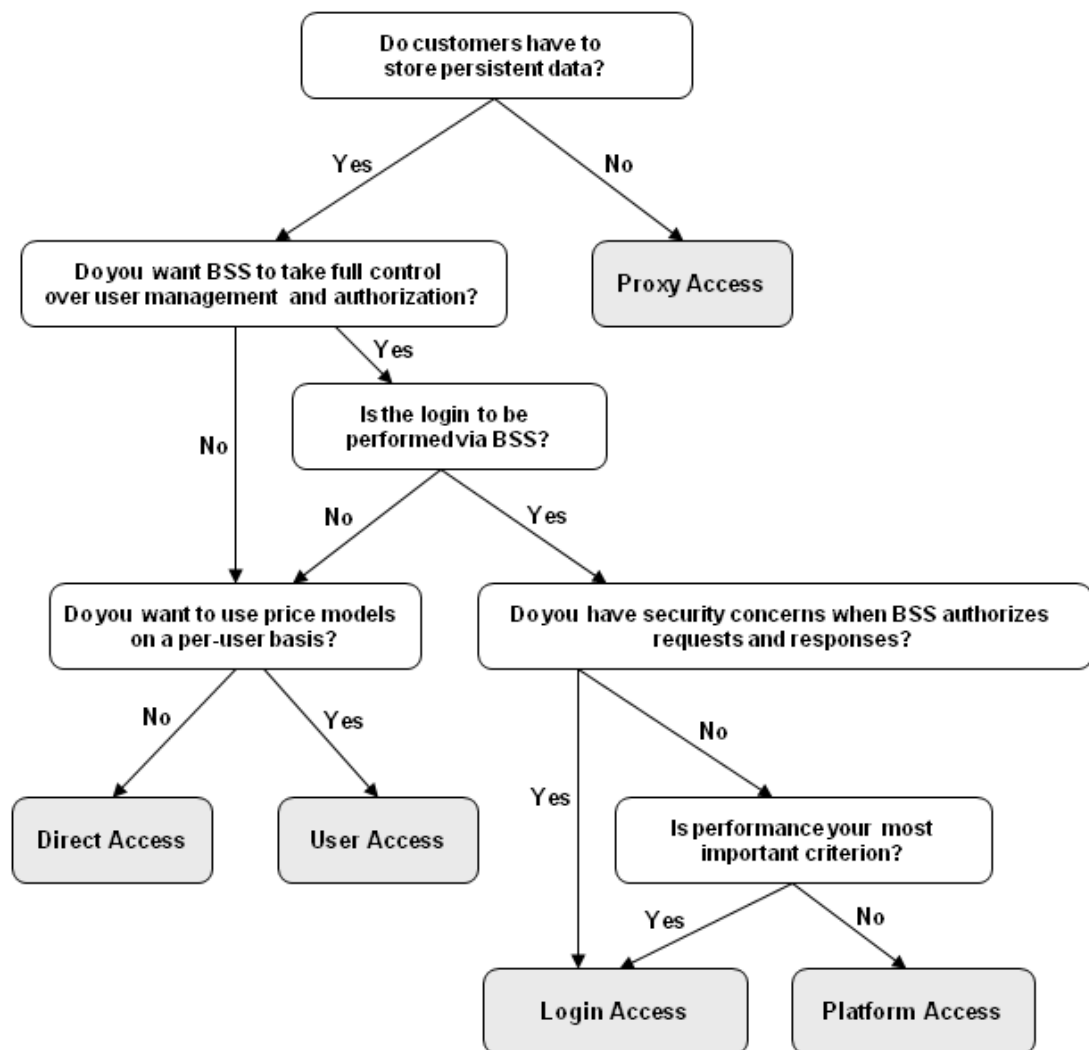 Do customers have to
store persistent data?
Yes
No
Do you want BSS to take full control
over user management and authorization?
Proxy Access
Yes
Is the login to be
performed via BSS?
No
No
Yes
Do you want to use price models
on a per-user basis?
Do you have security concerns when BSS authorizes
requests and responses?
No
Yes
No
Yes
Direct Access
User Access
Is performance your most
important criterion?
Yes
No
Login Access
Platform Access